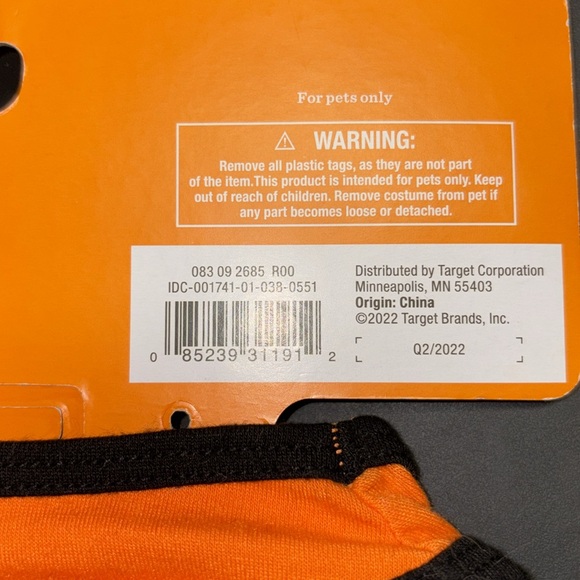 For pets only
⚠ WARNING:
Remove all plastic tags, as they are not part
of the item.This product is intended for pets only. Keep
out of reach of children. Remove costume from pet if
any part becomes loose or detached.
083 09 2685 R00
IDC-001741-01-038-0551
0 85239 31191 2
Distributed by Target Corporation
Minneapolis, MN 55403
Origin: China
©2022 Target Brands, Inc.
Q2/2022